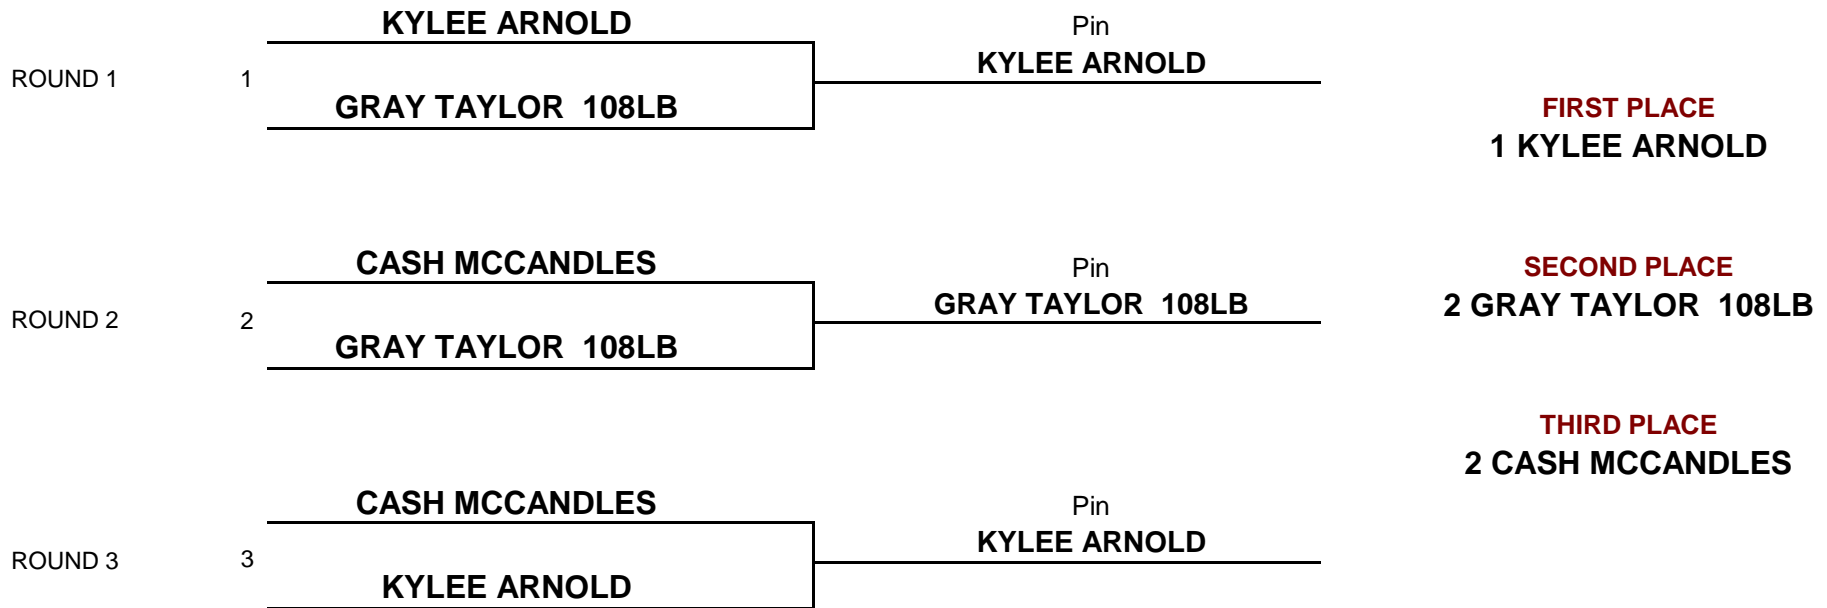 KYLEE ARNOLD
Pin
KYLEE ARNOLD
ROUND 1
1
GRAY TAYLOR  108LB
FIRST PLACE
1 KYLEE ARNOLD
CASH MCCANDLES
Pin
SECOND PLACE
GRAY TAYLOR  108LB
2 GRAY TAYLOR  108LB
ROUND 2
2
GRAY TAYLOR  108LB
THIRD PLACE
2 CASH MCCANDLES
CASH MCCANDLES
Pin
KYLEE ARNOLD
ROUND 3
3
KYLEE ARNOLD